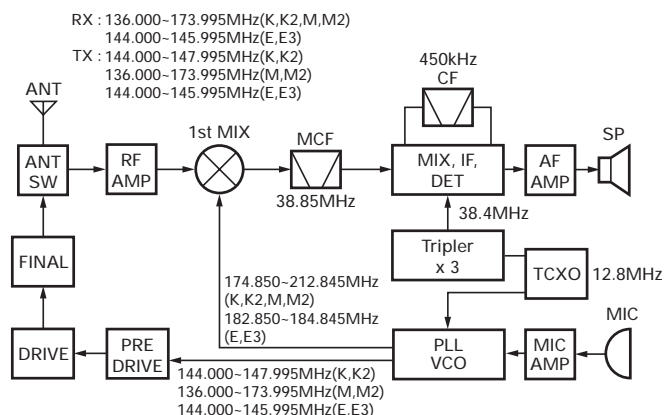 RX : 136.000~173.995MHz(K,K2,M,M2)
144.000~145.995MHz(E,E3)
TX : 144.000~147.995MHz(K,K2)
136.000~173.995MHz(M,M2)
144.000~145.995MHz(E,E3)
450kHz
CF
ANT
1st MIX
MCF
SP
ANT
SW
RF
AMP
MIX, IF,
DET
AF
AMP
38.85MHz
38.4MHz
FINAL
Tripler
x 3
TCXO
12.8MHz
174.850~212.845MHz
(K,K2,M,M2)
182.850~184.845MHz
(E,E3)
MIC
DRIVE
PRE
DRIVE
PLL
VCO
MIC
AMP
144.000~147.995MHz(K,K2)
136.000~173.995MHz(M,M2)
144.000~145.995MHz(E,E3)